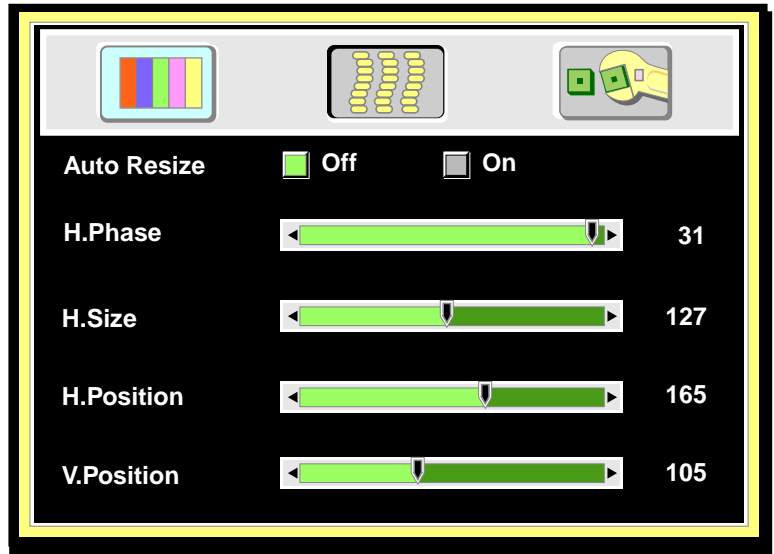 Auto Resize Off On
H.Phase 31
H.Size 127
H.Position 165
V.Position 105